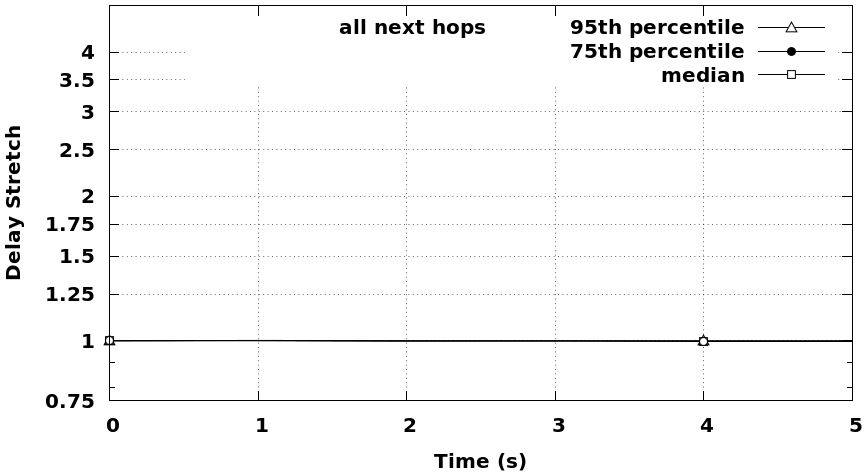 all next hops
95th percentile
75th percentile
median
Delay Stretch
4
3.5
3
2.5
2
1.75
1.5
1.25
1
0.75
0 1 2 3 4 5
Time (s)